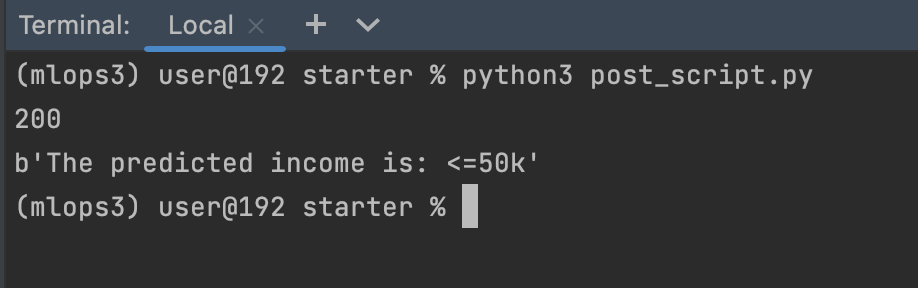 Terminal: Local × + 
(mlops3) user@192 starter % python3 post_script.py
200
b'The predicted income is: <=50k'
(mlops3) user@192 starter %